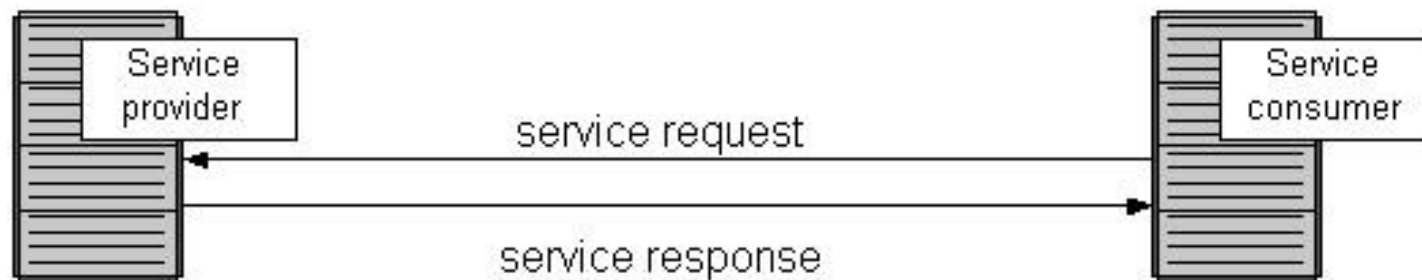 Service
provider
Service
consumer
service request
service response